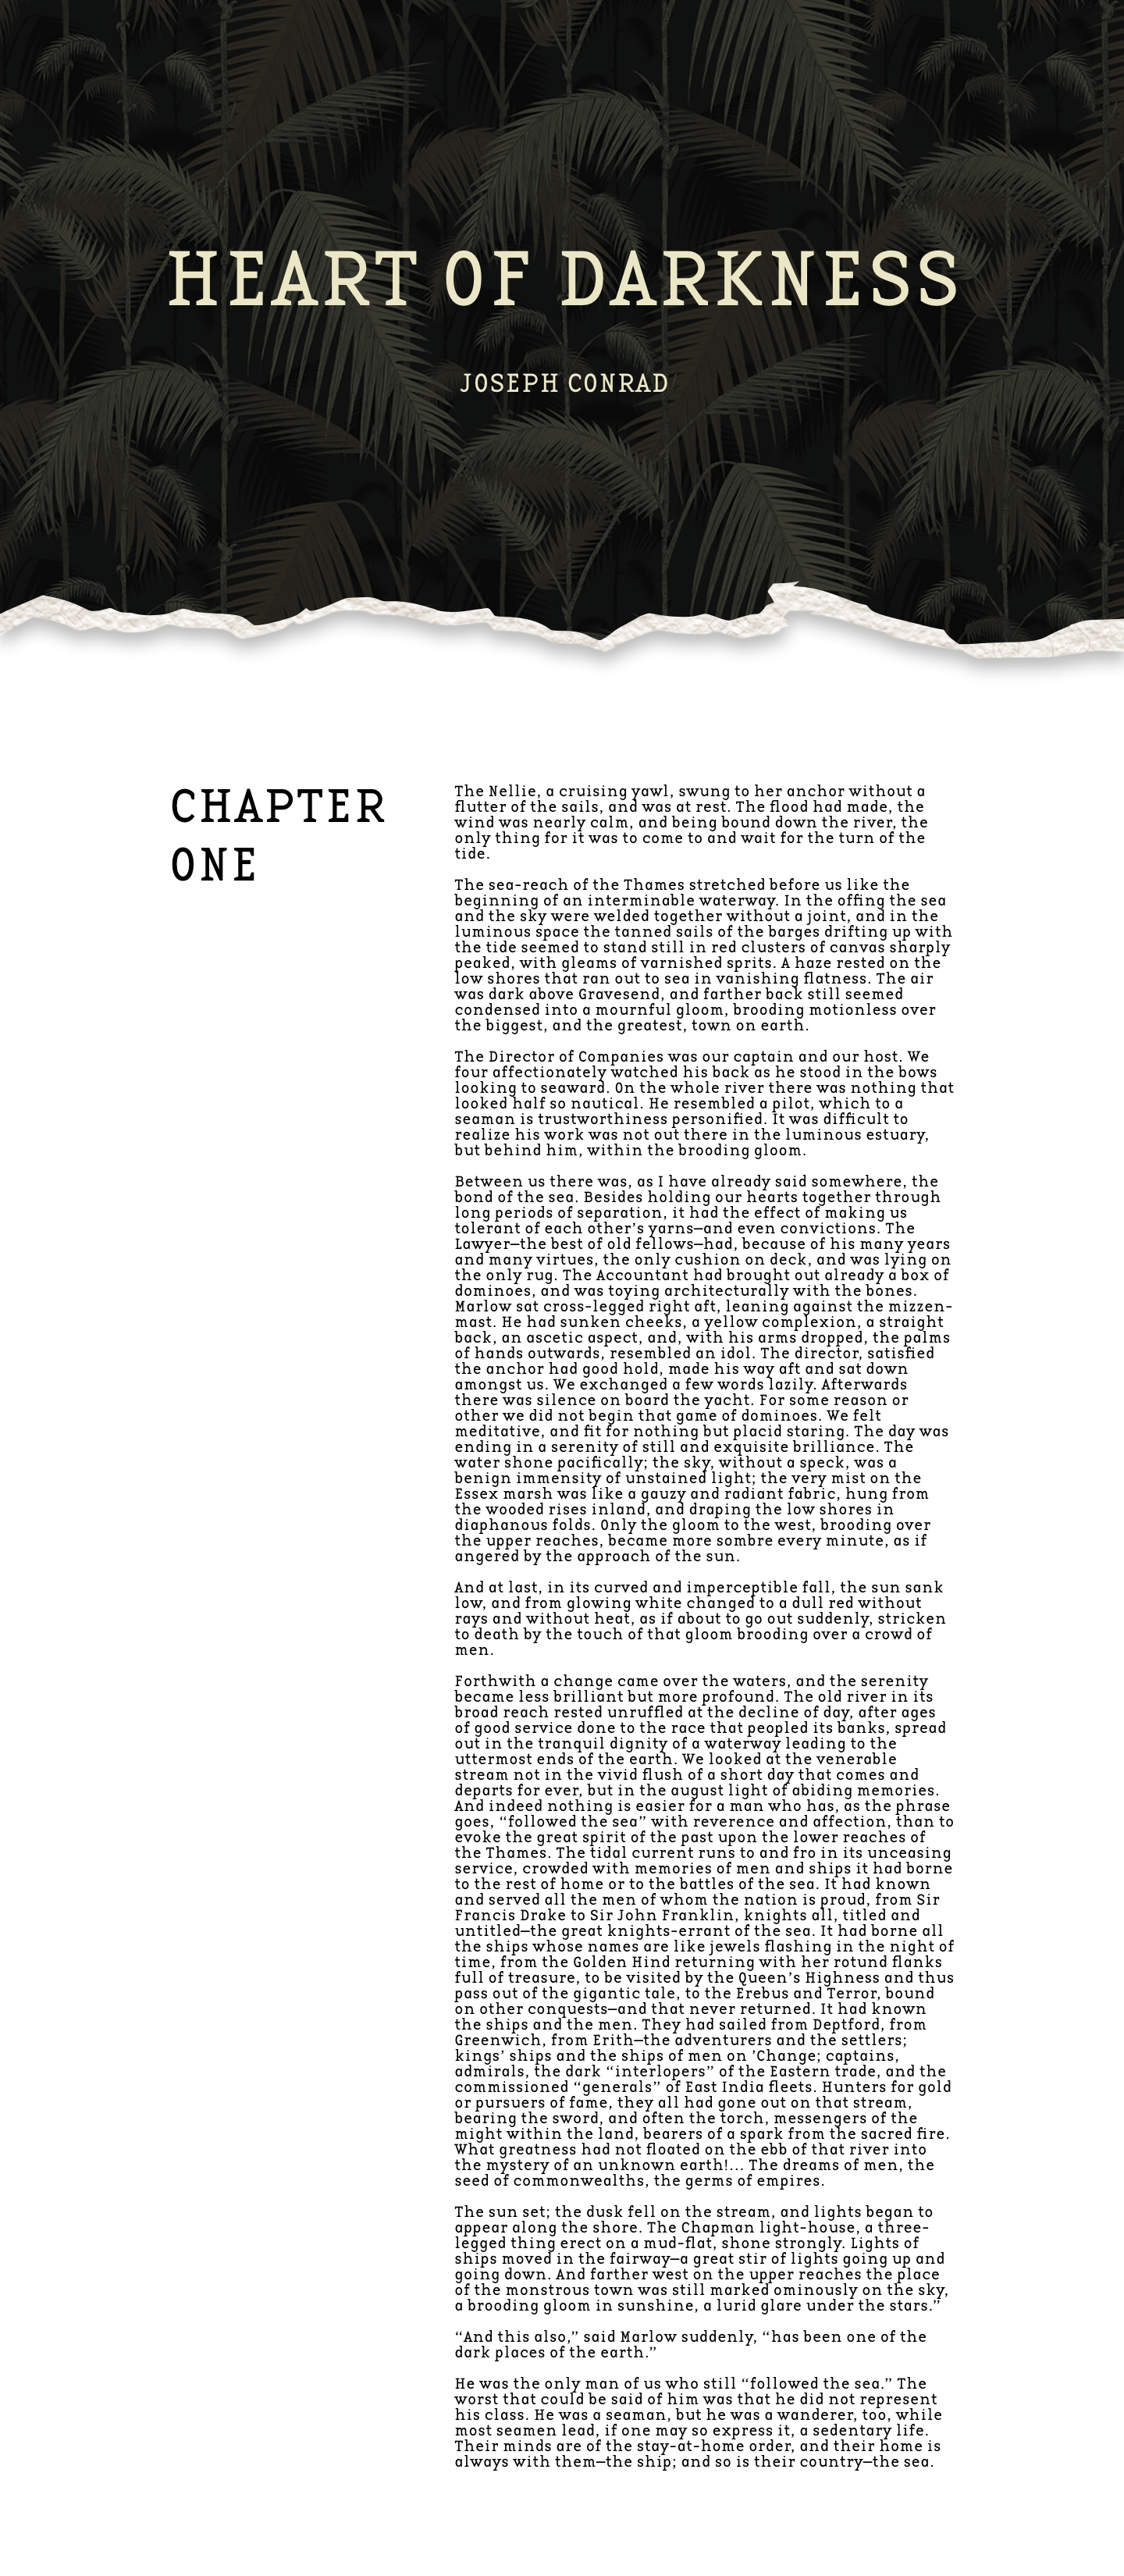 HEART OF DARKNESS
JOSEPH CONRAD
CHAPTER
ONE
The Nellie, a cruising yawl, swung to her anchor without a
flutter of the sails, and was at rest. The flood had made, the
wind was nearly calm, and being bound down the river, the
only thing for it was to come to and wait for the turn of the
tide.
The sea-reach of the Thames stretched before us like the
beginning of an interminable waterway. In the offing the sea
and the sky were welded together without a joint, and in the
luminous space the tanned sails of the barges drifting up with
the tide seemed to stand still in red clusters of canvas sharply
peaked, with gleams of varnished sprits. A haze rested on the
low shores that ran out to sea in vanishing flatness. The air
was dark above Gravesend, and farther back still seemed
condensed into a mournful gloom, brooding motionless over
the biggest, and the greatest, town on earth.
The Director of Companies was our captain and our host. We
four affectionately watched his back as he stood in the bows
looking to seaward. On the whole river there was nothing that
looked half so nautical. He resembled a pilot, which to a
seaman is trustworthiness personified. It was difficult to
realize his work was not out there in the luminous estuary,
but behind him, within the brooding gloom.
Between us there was, as I have already said somewhere, the
bond of the sea. Besides holding our hearts together through
long periods of separation, it had the effect of making us
tolerant of each other’s yarns—and even convictions. The
Lawyer—the best of old fellows—had, because of his many years
and many virtues, the only cushion on deck, and was lying on
the only rug. The Accountant had brought out already a box of
dominoes, and was toying architecturally with the bones.
Marlow sat cross-legged right aft, leaning against the mizzen-
mast. He had sunken cheeks, a yellow complexion, a straight
back, an ascetic aspect, and, with his arms dropped, the palms
of hands outwards, resembled an idol. The director, satisfied
the anchor had good hold, made his way aft and sat down
amongst us. We exchanged a few words lazily. Afterwards
there was silence on board the yacht. For some reason or
other we did not begin that game of dominoes. We felt
meditative, and fit for nothing but placid staring. The day was
ending in a serenity of still and exquisite brilliance. The
water shone pacifically; the sky, without a speck, was a
benign immensity of unstained light; the very mist on the
Essex marsh was like a gauzy and radiant fabric, hung from
the wooded rises inland, and draping the low shores in
diaphanous folds. Only the gloom to the west, brooding over
the upper reaches, became more sombre every minute, as if
angered by the approach of the sun.
And at last, in its curved and imperceptible fall, the sun sank
low, and from glowing white changed to a dull red without
rays and without heat, as if about to go out suddenly, stricken
to death by the touch of that gloom brooding over a crowd of
men.
Forthwith a change came over the waters, and the serenity
became less brilliant but more profound. The old river in its
broad reach rested unruffled at the decline of day, after ages
of good service done to the race that peopled its banks, spread
out in the tranquil dignity of a waterway leading to the
uttermost ends of the earth. We looked at the venerable
stream not in the vivid flush of a short day that comes and
departs for ever, but in the august light of abiding memories.
And indeed nothing is easier for a man who has, as the phrase
goes, “followed the sea” with reverence and affection, than to
evoke the great spirit of the past upon the lower reaches of
the Thames. The tidal current runs to and fro in its unceasing
service, crowded with memories of men and ships it had borne
to the rest of home or to the battles of the sea. It had known
and served all the men of whom the nation is proud, from Sir
Francis Drake to Sir John Franklin, knights all, titled and
untitled—the great knights-errant of the sea. It had borne all
the ships whose names are like jewels flashing in the night of
time, from the Golden Hind returning with her rotund flanks
full of treasure, to be visited by the Queen’s Highness and thus
pass out of the gigantic tale, to the Erebus and Terror, bound
on other conquests—and that never returned. It had known
the ships and the men. They had sailed from Deptford, from
Greenwich, from Erith—the adventurers and the settlers;
kings’ ships and the ships of men on ’Change; captains,
admirals, the dark “interlopers” of the Eastern trade, and the
commissioned “generals” of East India fleets. Hunters for gold
or pursuers of fame, they all had gone out on that stream,
bearing the sword, and often the torch, messengers of the
might within the land, bearers of a spark from the sacred fire.
What greatness had not floated on the ebb of that river into
the mystery of an unknown earth!... The dreams of men, the
seed of commonwealths, the germs of empires.
The sun set; the dusk fell on the stream, and lights began to
appear along the shore. The Chapman light-house, a three-
legged thing erect on a mud-flat, shone strongly. Lights of
ships moved in the fairway—a great stir of lights going up and
going down. And farther west on the upper reaches the place
of the monstrous town was still marked ominously on the sky,
a brooding gloom in sunshine, a lurid glare under the stars.”
“And this also,” said Marlow suddenly, “has been one of the
dark places of the earth.”
He was the only man of us who still “followed the sea.” The
worst that could be said of him was that he did not represent
his class. He was a seaman, but he was a wanderer, too, while
most seamen lead, if one may so express it, a sedentary life.
Their minds are of the stay-at-home order, and their home is
always with them—the ship; and so is their country—the sea.